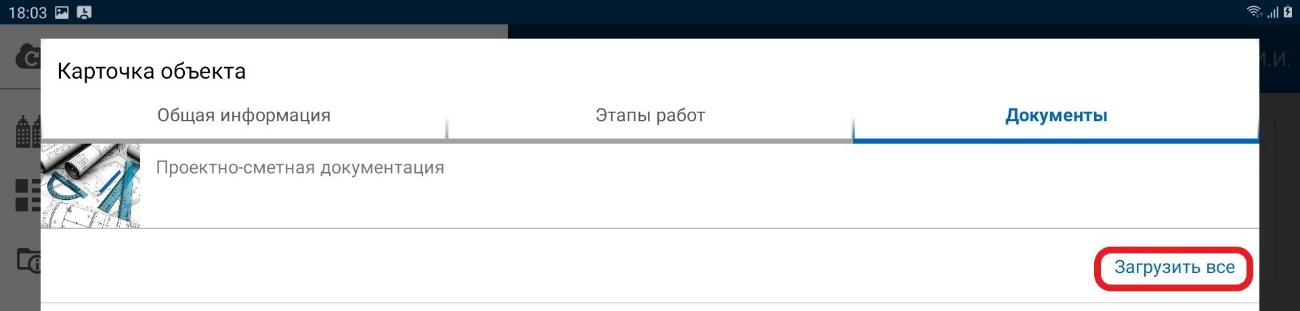 18:03
И.И.
Карточка объекта
Общая информация
Этапы работ
Документы
Проектно-сметная документация
Загрузить все